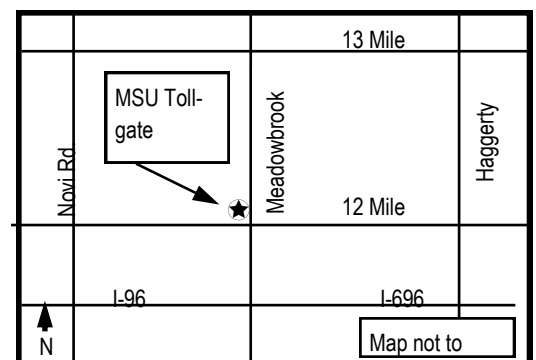 13 Mile
MSU Toll-
gate
Meadowbrook
Haggerty
Novi Rd
12 Mile
I-96
I-696
N
Map not to